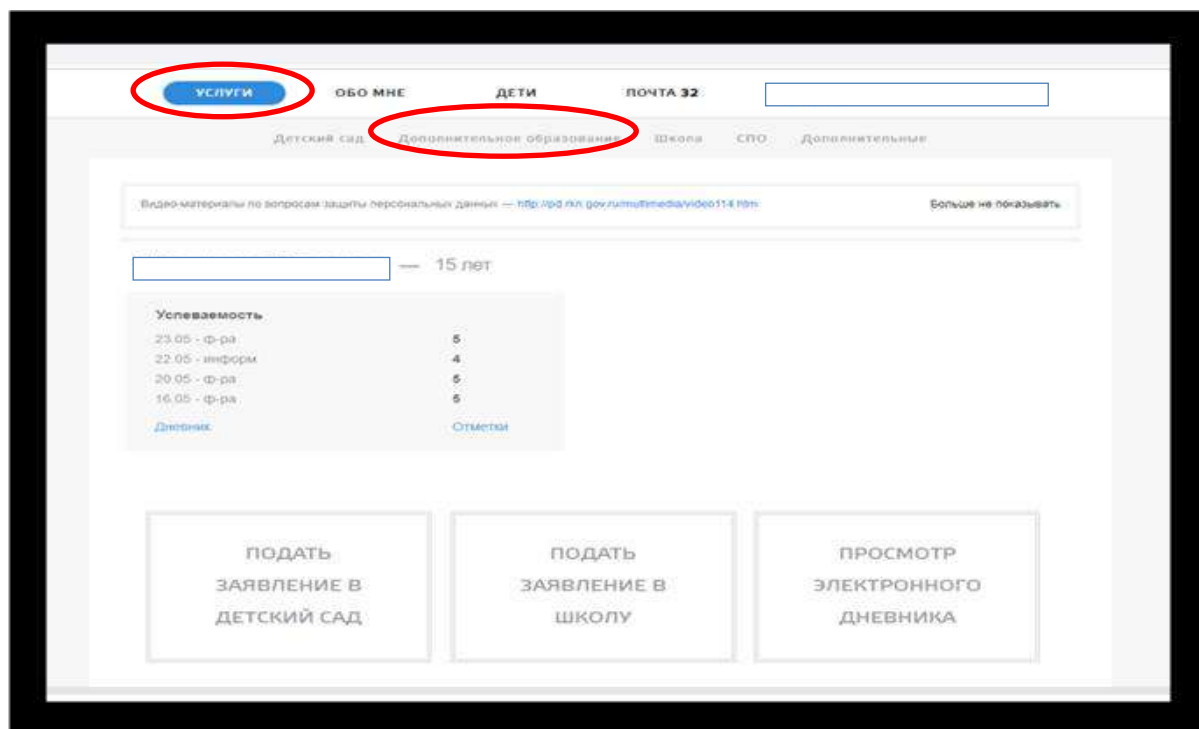 УСЛУГИ ОБО МНЕ ДЕТИ ПОЧТА 32
Детский сад Дополнительное образование Школа СПО Дополнительные
Видео-материалы по вопросам защиты персональных данных — http://pd.rkn.gov.ru/multimedia/video114.htm Больше не показывать
— 15 лет
Успеваемость
23.05 - ф-ра 5
22.05 - информ 4
20.05 - ф-ра 5
16.05 - ф-ра 5
Дневник Отметки
ПОДАТЬ
ЗАЯВЛЕНИЕ В
ДЕТСКИЙ САД
ПОДАТЬ
ЗАЯВЛЕНИЕ В
ШКОЛУ
ПРОСМОТР
ЭЛЕКТРОННОГО
ДНЕВНИКА